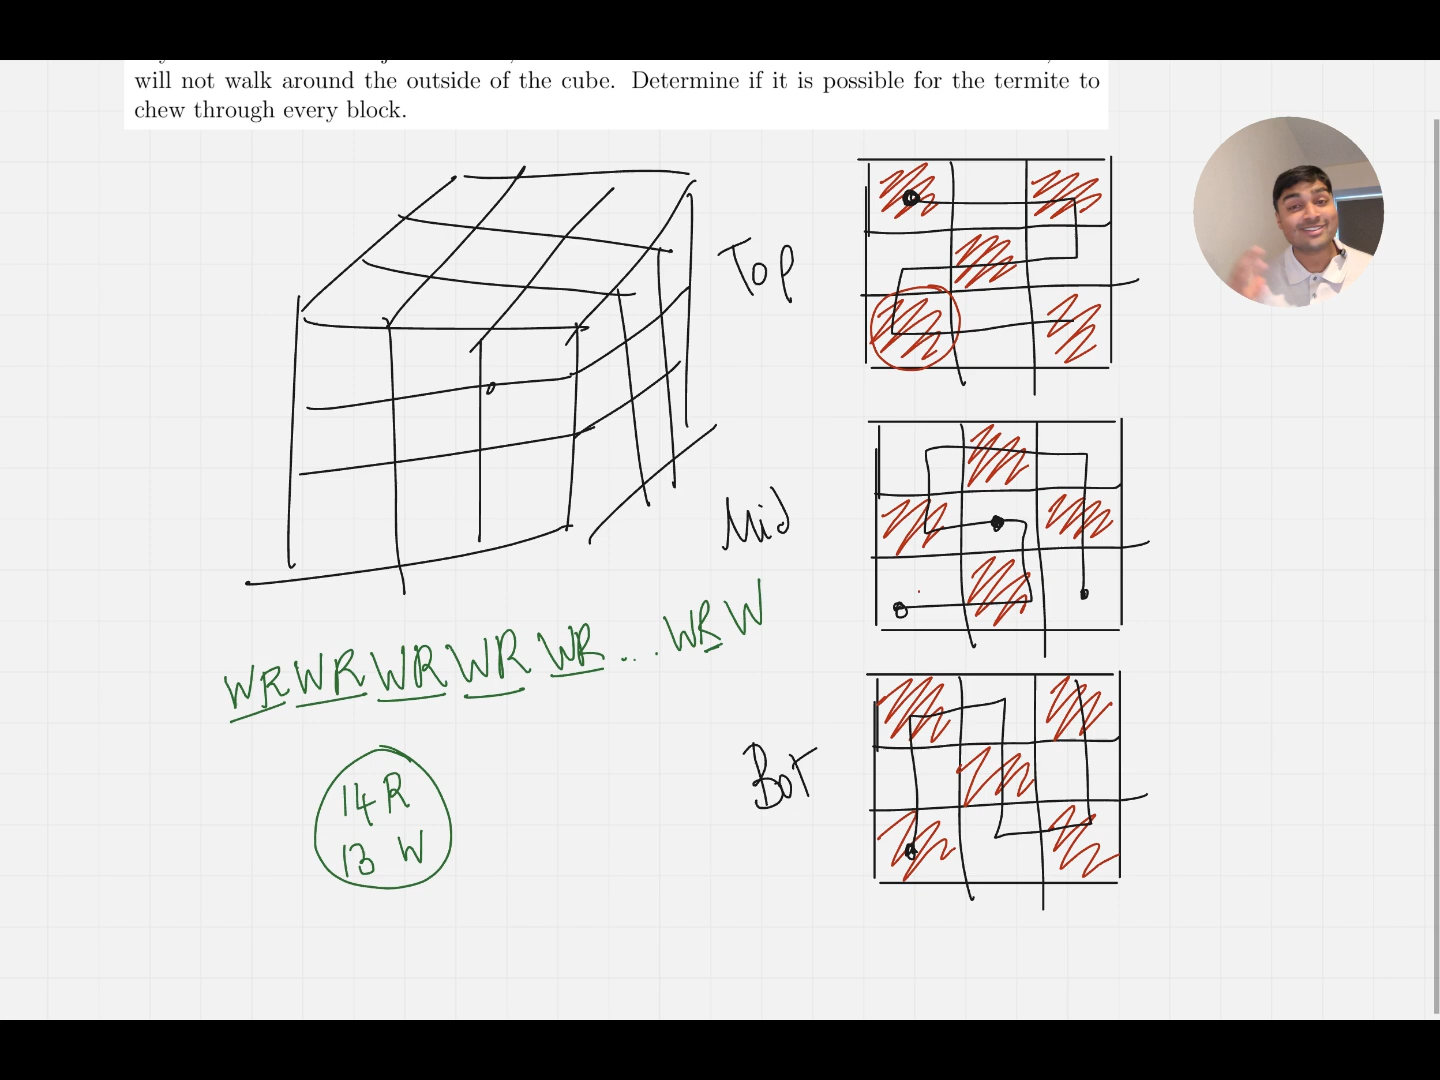 will not walk around the outside of the cube. Determine if it is possible for the termite to
chew through every block.
Top
Mid
WRWRWRWRWR...WRW
Bot
14 R
13 W